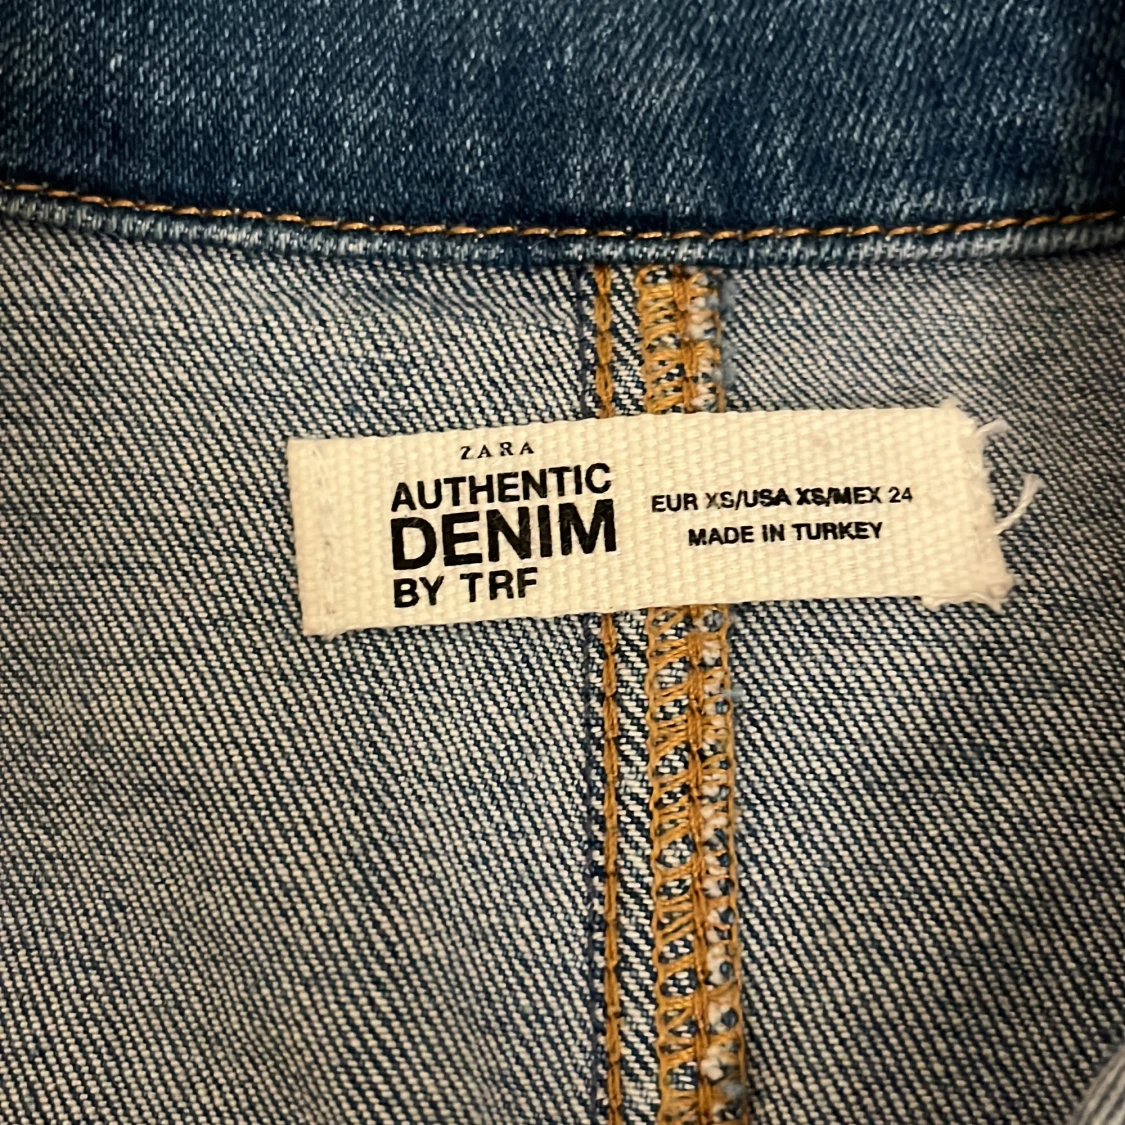 ZARA
AUTHENTIC
DENIM
BY TRF
EUR XS/USA XS/MEX 24
MADE IN TURKEY